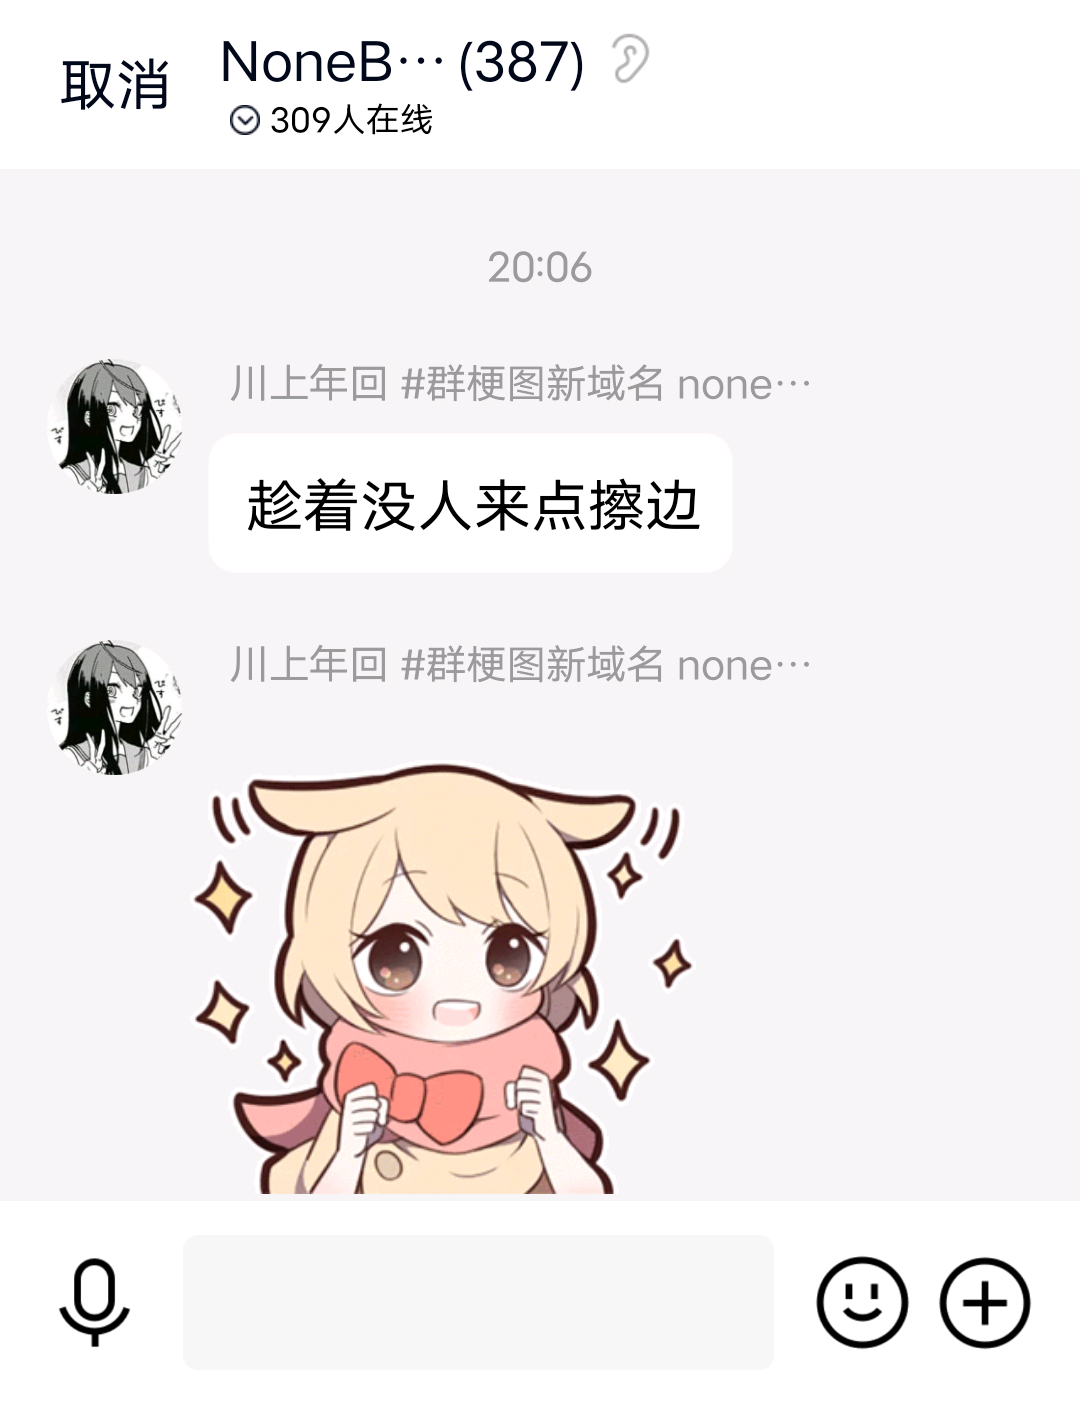 取消
NoneB… (387)
309人在线
20:06
川上年回 #群梗图新域名 none…
趁着没人来点擦边
川上年回 #群梗图新域名 none…